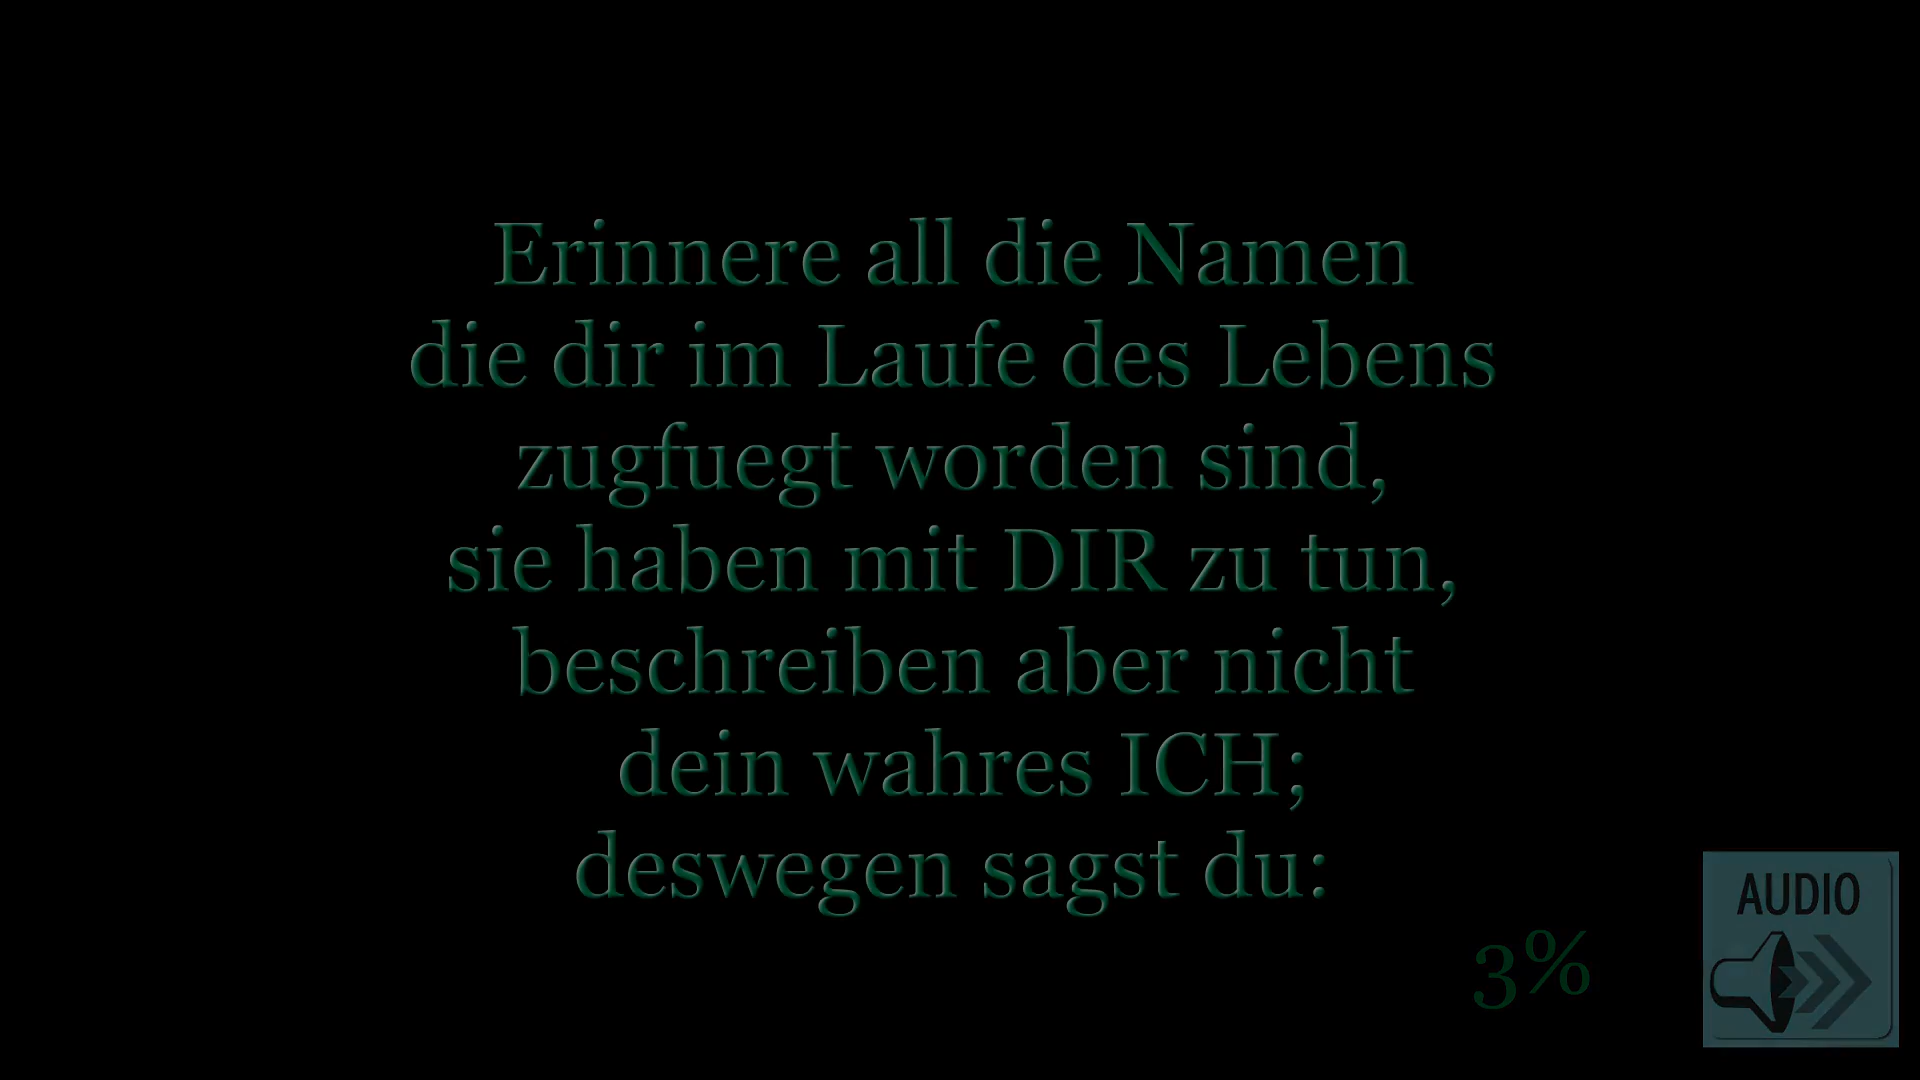 Erinnere all die Namen
die dir im Laufe des Lebens
zugfuegt worden sind,
sie haben mit DIR zu tun,
beschreiben aber nicht
dein wahres ICH;
deswegen sagst du:
3%
AUDIO